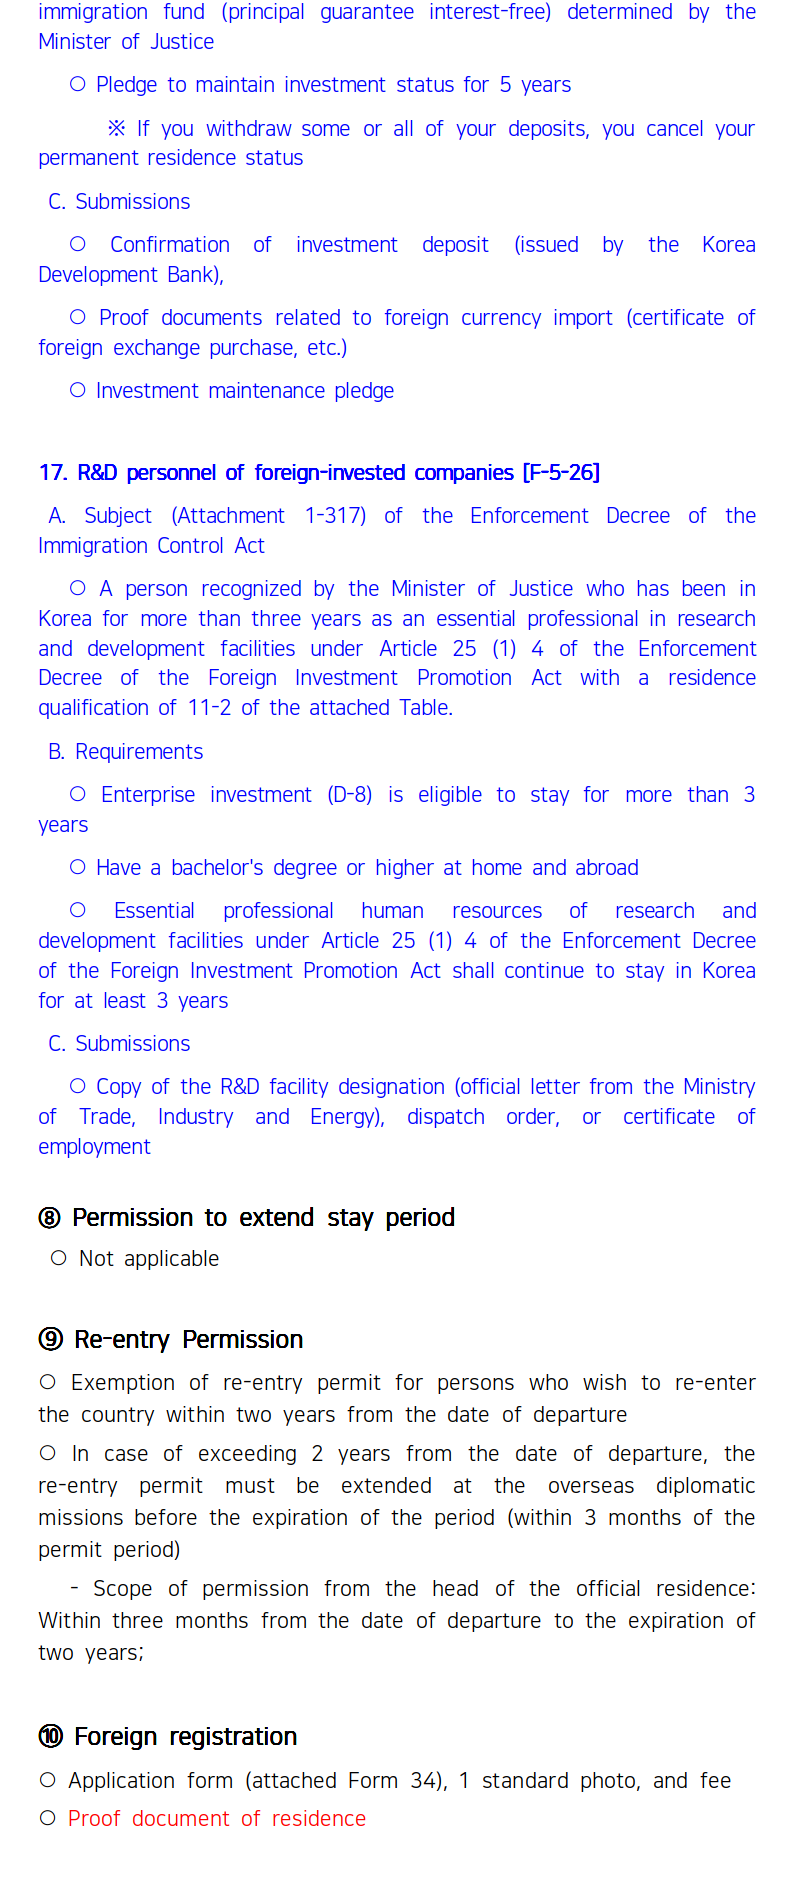 immigration fund (principal guarantee interest-free) determined by the
Minister of Justice
○ Pledge to maintain investment status for 5 years
※ If you withdraw some or all of your deposits, you cancel your
permanent residence status
C. Submissions
○ Confirmation of investment deposit (issued by the Korea
Development Bank),
○ Proof documents related to foreign currency import (certificate of
foreign exchange purchase, etc.)
○ Investment maintenance pledge
17. R&D personnel of foreign-invested companies [F-5-26]
A. Subject (Attachment 1-317) of the Enforcement Decree of the
Immigration Control Act
○ A person recognized by the Minister of Justice who has been in
Korea for more than three years as an essential professional in research
and development facilities under Article 25 (1) 4 of the Enforcement
Decree of the Foreign Investment Promotion Act with a residence
qualification of 11-2 of the attached Table.
B. Requirements
○ Enterprise investment (D-8) is eligible to stay for more than 3
years
○ Have a bachelor's degree or higher at home and abroad
○ Essential professional human resources of research and
development facilities under Article 25 (1) 4 of the Enforcement Decree
of the Foreign Investment Promotion Act shall continue to stay in Korea
for at least 3 years
C. Submissions
○ Copy of the R&D facility designation (official letter from the Ministry
of Trade, Industry and Energy), dispatch order, or certificate of
employment
⑧ Permission to extend stay period
○ Not applicable
⑨ Re-entry Permission
○ Exemption of re-entry permit for persons who wish to re-enter
the country within two years from the date of departure
○ In case of exceeding 2 years from the date of departure, the
re-entry permit must be extended at the overseas diplomatic
missions before the expiration of the period (within 3 months of the
permit period)
- Scope of permission from the head of the official residence:
Within three months from the date of departure to the expiration of
two years;
⑩ Foreign registration
○ Application form (attached Form 34), 1 standard photo, and fee
○ Proof document of residence